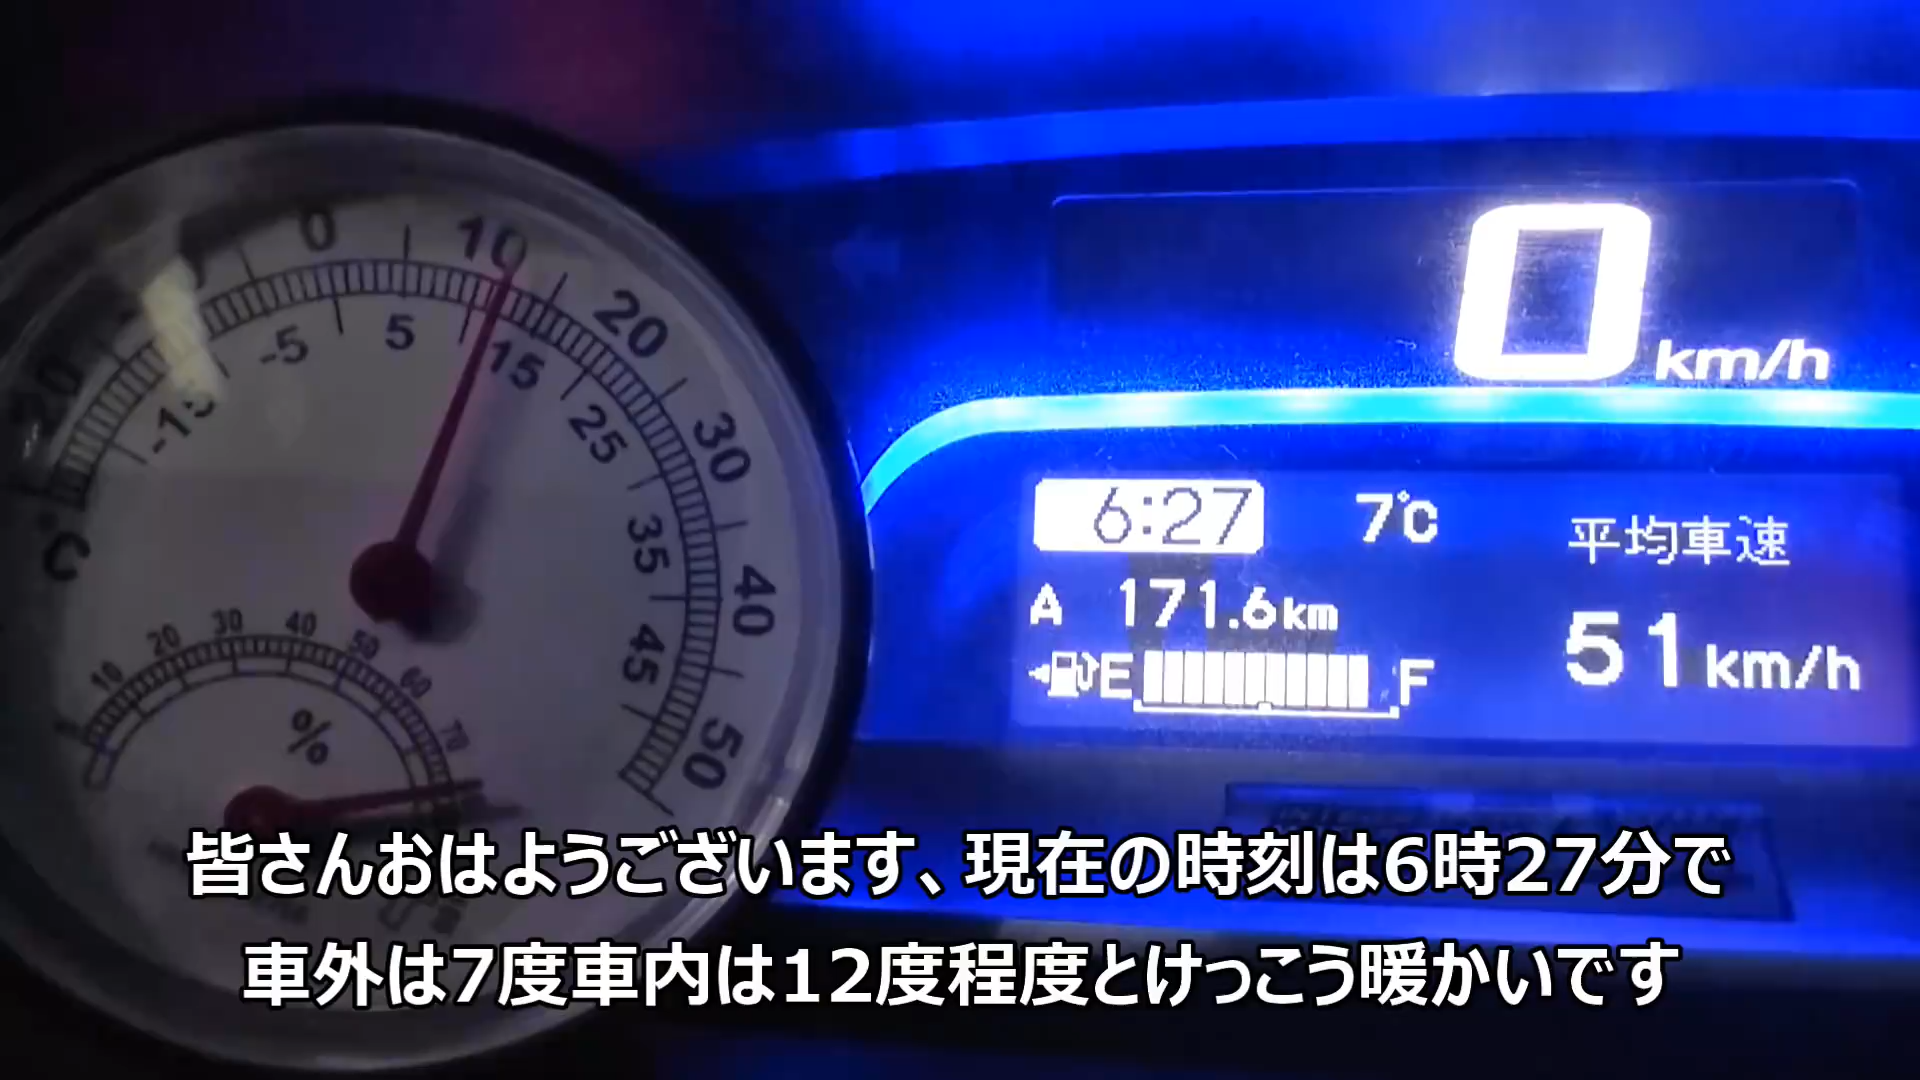 0
10
20
30
40
50
-15
-5
5
15
25
35
45
°C
10
20
30
40
50
60
70
%
0
km/h
6:27
7°C
平均車速
A 171.6km
51km/h
E
F
皆さんおはようございます、現在の時刻は6時27分で
車外は7度車内は12度程度とけっこう暖かいです